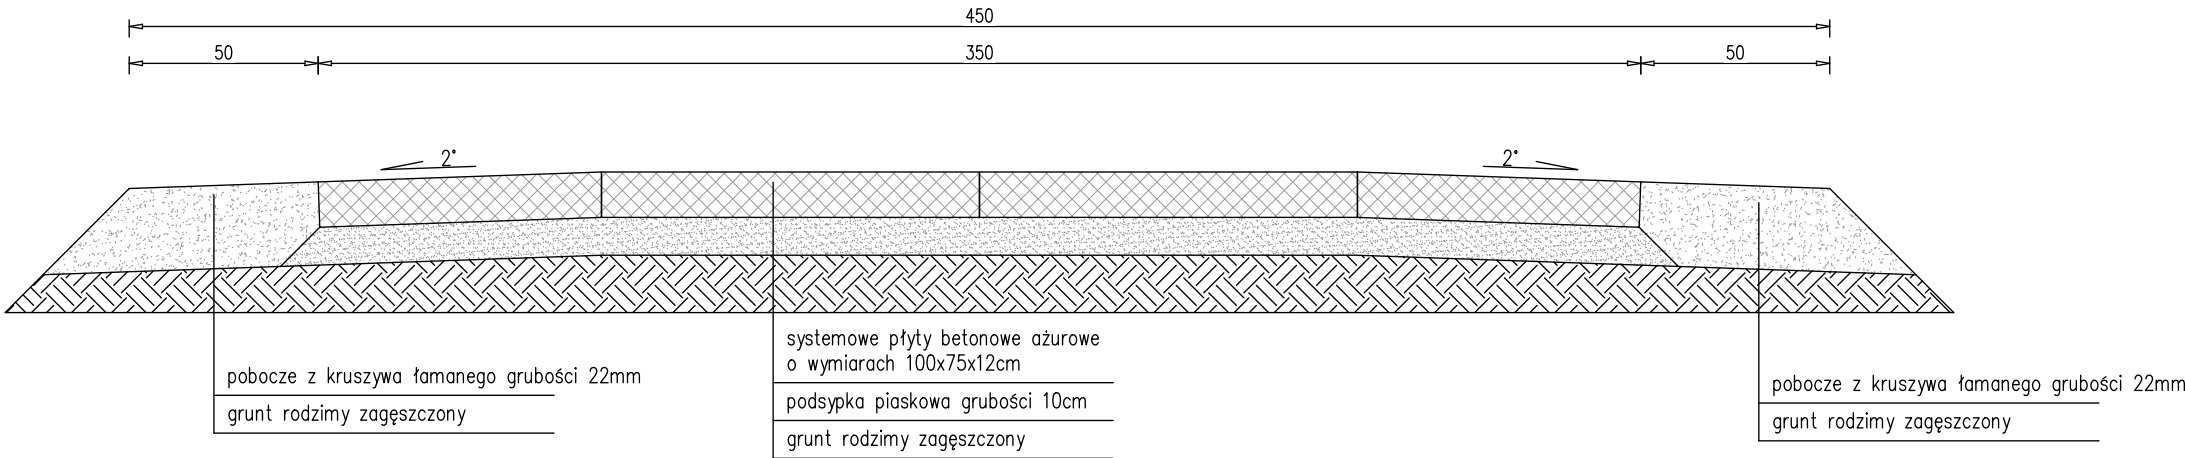 450
50
350
50
2°
2°
systemowe płyty betonowe ażurowe
o wymiarach 100x75x12cm
podsypka piaskowa grubości 10cm
grunt rodzimy zagęszczony
pobocze z kruszywa łamanego grubości 22mm
grunt rodzimy zagęszczony
pobocze z kruszywa łamanego grubości 22mm
grunt rodzimy zagęszczony